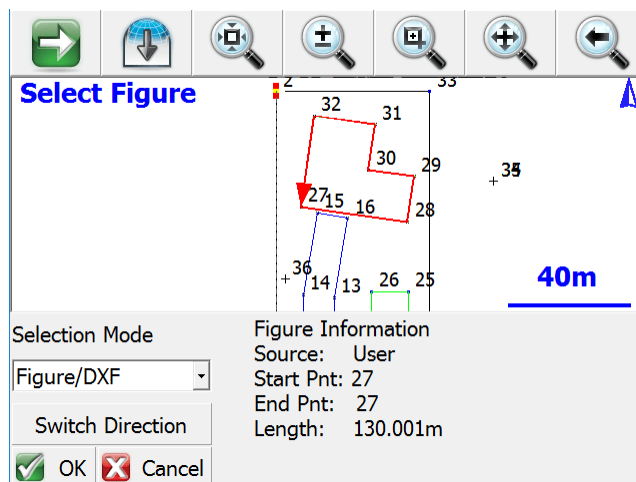 2
33
Select Figure
32
31
30
29
27
15
16
28
36
14
13
26
25
40m
Selection Mode
Figure/DXF
Switch Direction
OK
Cancel
Figure Information
Source: User
Start Pnt: 27
End Pnt: 27
Length: 130.001m